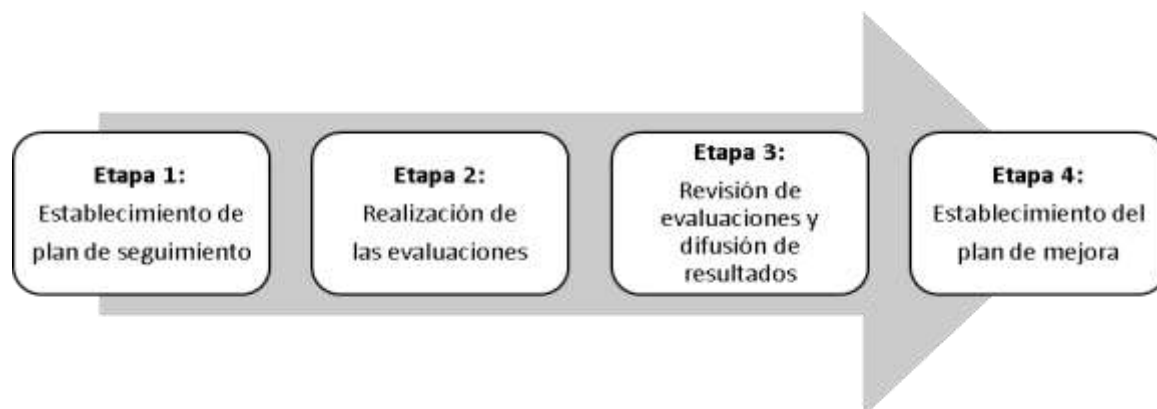 Etapa 1:
Establecimiento de
plan de seguimiento
Etapa 2:
Realización de
las evaluaciones
Etapa 3:
Revisión de
evaluaciones y
difusión de
resultados
Etapa 4:
Establecimiento del
plan de mejora